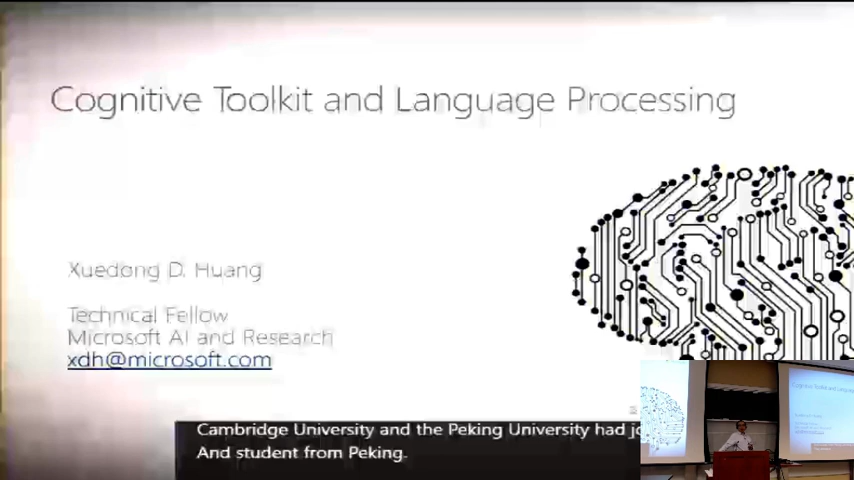 Cognitive Toolkit and Language Processing
Xuedong D. Huang
Technical Fellow
Microsoft AI and Research
xdh@microsoft.com
Cambridge University and the Peking University had
And student from Peking.